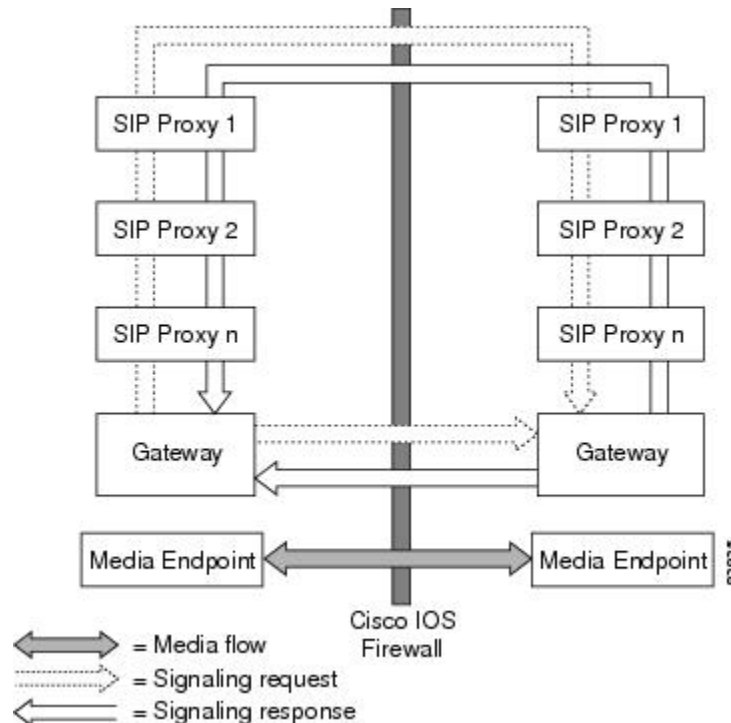 SIP Proxy 1
SIP Proxy 1
SIP Proxy 2
SIP Proxy 2
SIP Proxy n
SIP Proxy n
Gateway
Gateway
Media Endpoint
Media Endpoint
Cisco IOS
Firewall
= Media flow
= Signaling request
= Signaling response